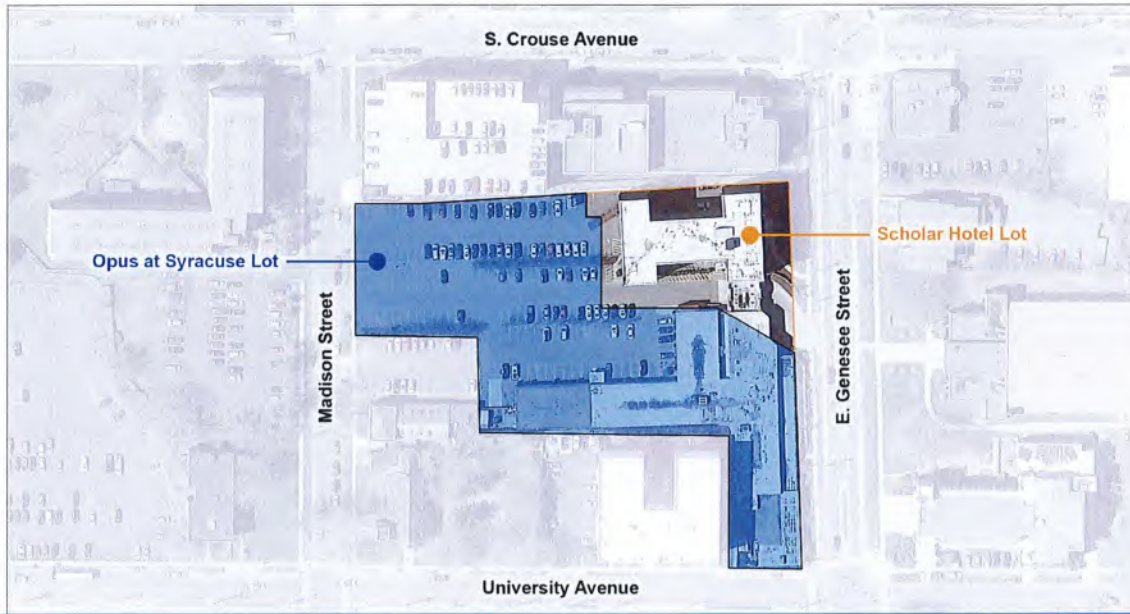 S. Crouse Avenue
Scholar Hotel Lot
Opus at Syracuse Lot
Madison Street
E. Genesee Street
University Avenue